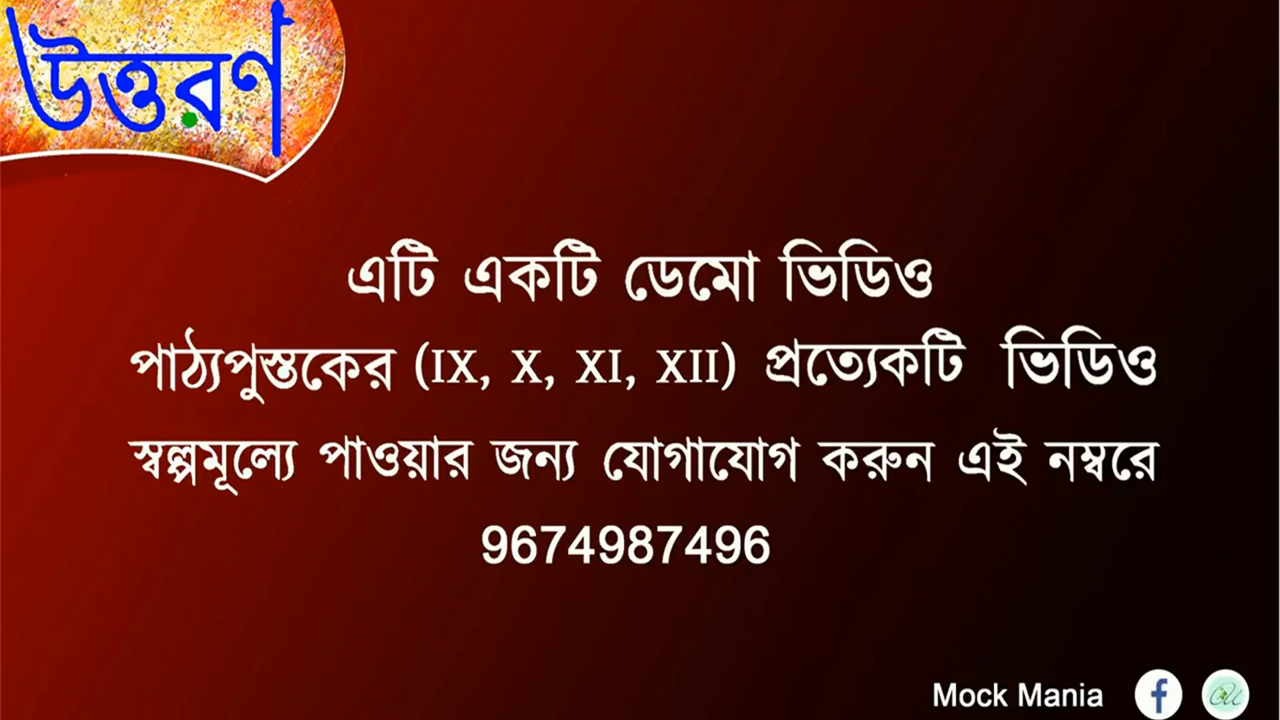 উত্তরণ
এটি একটি ডেমো ভিডিও
পাঠ্যপুস্তকের (IX, X, XI, XII) প্রত্যেকটি ভিডিও
স্বল্পমূল্যে পাওয়ার জন্য যোগাযোগ করুন এই নম্বরে
9674987496
Mock Mania